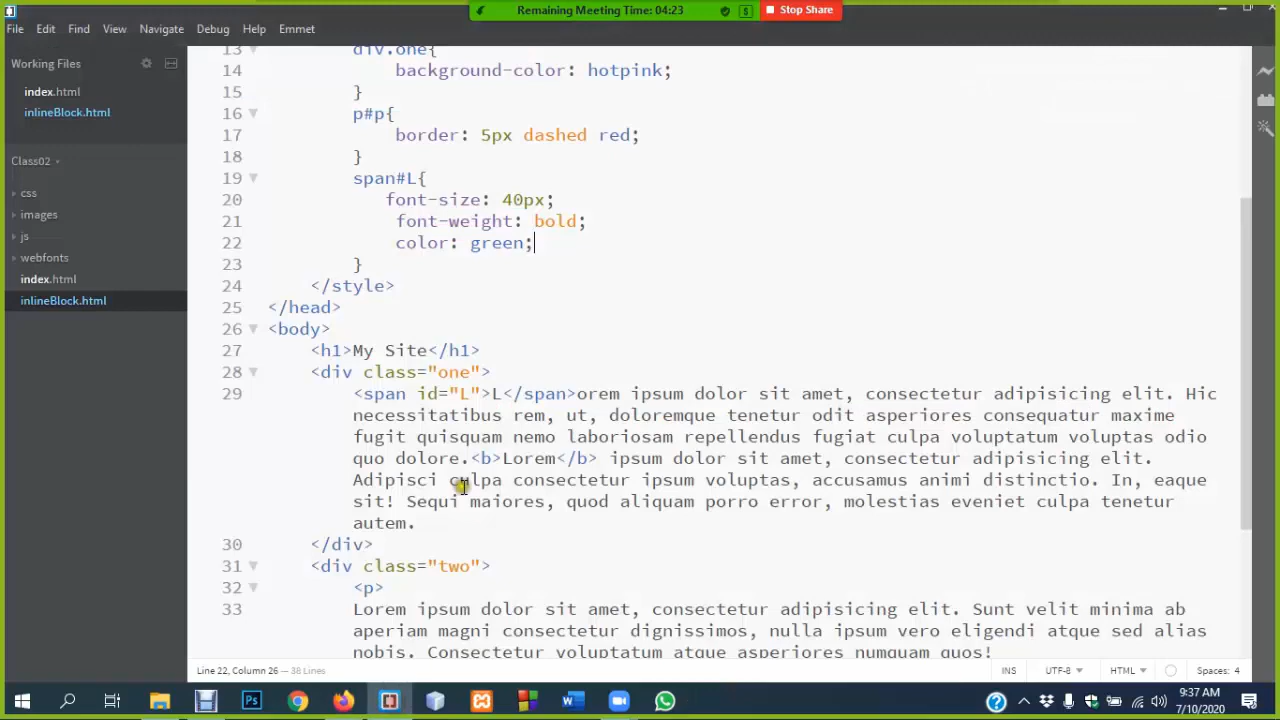 Remaining Meeting Time: 04:23
Stop Share
File Edit Find View Navigate Debug Help Emmet
Working Files
index.html
inlineBlock.html
Class02
css
images
js
webfonts
index.html
inlineBlock.html
13 div.one{
14 background-color: hotpink;
15 }
16 p#p{
17 border: 5px dashed red;
18 }
19 span#L{
20 font-size: 40px;
21 font-weight: bold;
22 color: green;
23 }
24 </style>
25 </head>
26 <body>
27 <h1>My Site</h1>
28 <div class="one">
29 <span id="L">L</span>orem ipsum dolor sit amet, consectetur adipisicing elit. Hic
necessitatibus rem, ut, doloremque tenetur odit asperiores consequatur maxime
fugit quisquam nemo laboriosam repellendus fugiat culpa voluptatum voluptas odio
quo dolore.<b>Lorem</b> ipsum dolor sit amet, consectetur adipisicing elit.
Adipisci culpa consectetur ipsum voluptas, accusamus animi distinctio. In, eaque
sit! Sequi maiores, quod aliquam porro error, molestias eveniet culpa tenetur
autem.
30 </div>
31 <div class="two">
32 <p>
33 Lorem ipsum dolor sit amet, consectetur adipisicing elit. Sunt velit minima ab
aperiam magni consectetur dignissimos, nulla ipsum vero eligendi atque sed alias
nobis. Consectetur voluptatum atque asperiores numquam quos!
Line 22, Column 26 — 38 Lines
INS UTF-8 HTML Spaces: 4
9:37 AM
7/10/2020